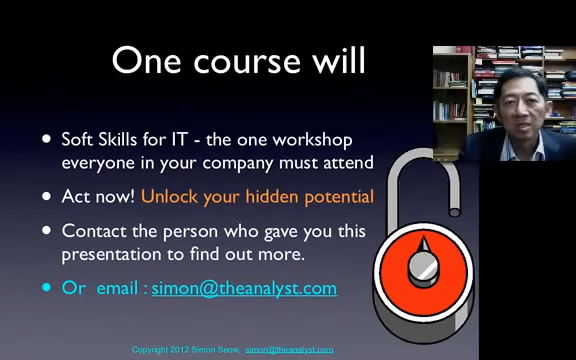 One course will
• Soft Skills for IT - the one workshop
everyone in your company must attend
• Act now! Unlock your hidden potential
• Contact the person who gave you this
presentation to find out more.
• Or email : simon@theanalyst.com
Copyright 2012 Simon Seow, simon@theanalyst.com